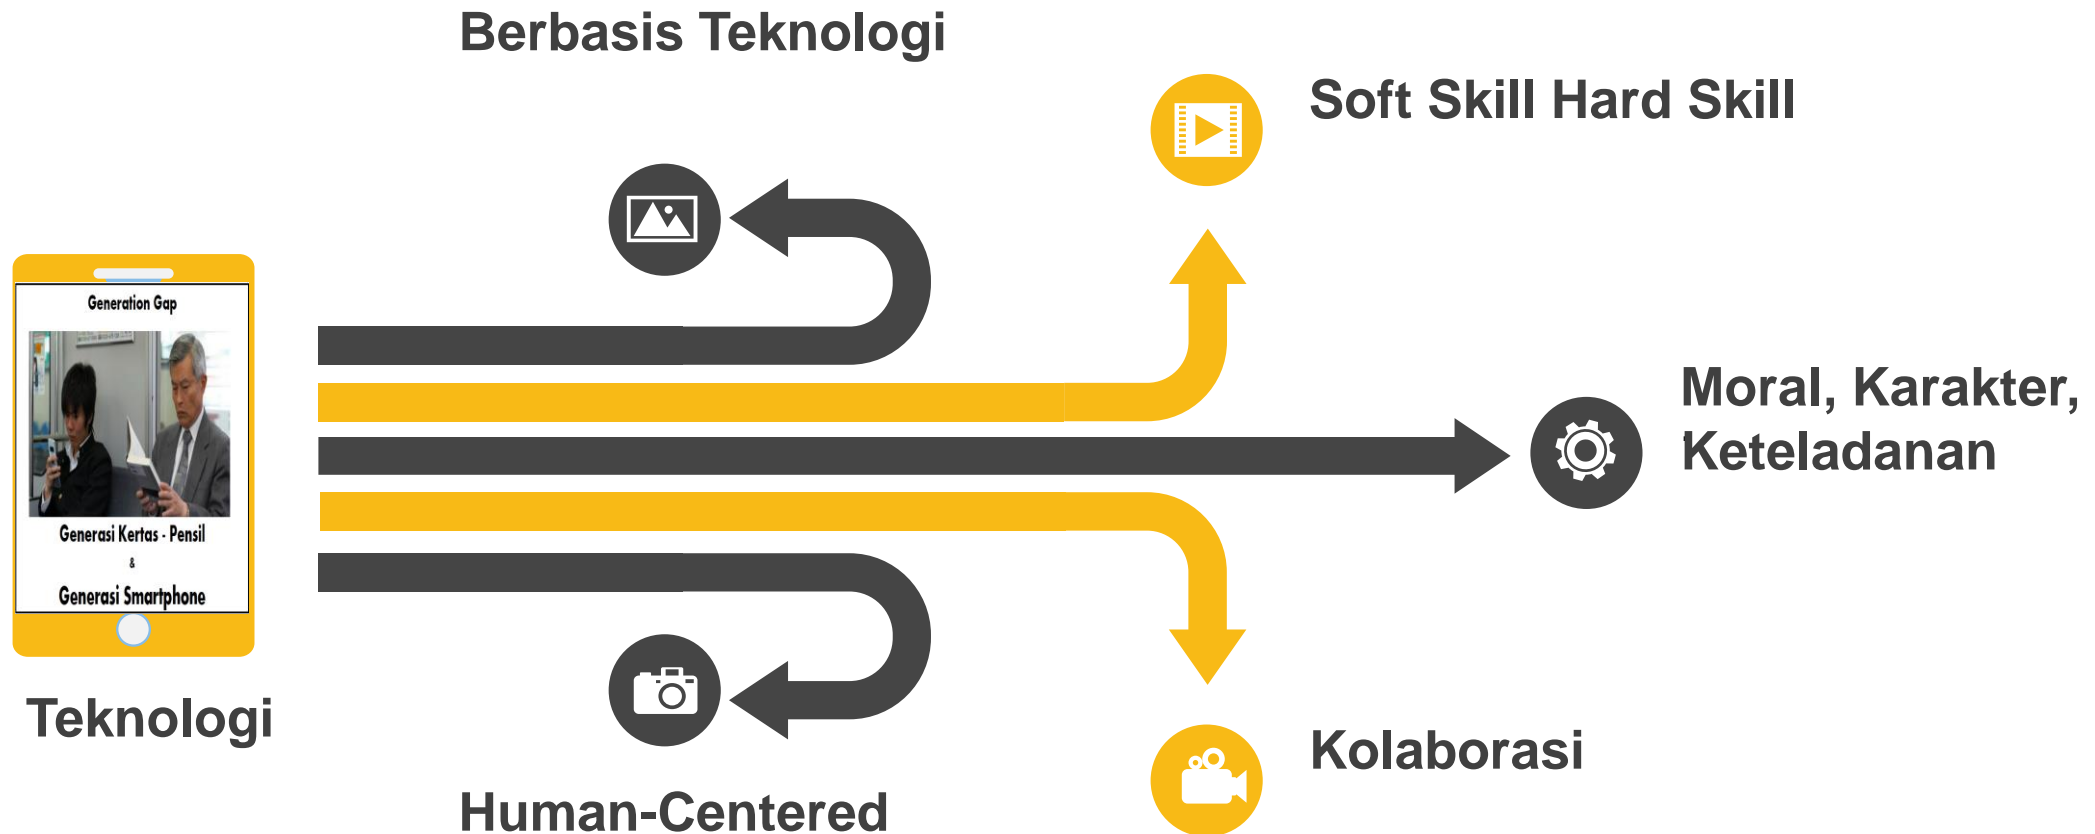 Berbasis Teknologi
Soft Skill Hard Skill
Generation Gap
Generasi Kertas - Pensil
&
Generasi Smartphone
Moral, Karakter,
Keteladanan
Teknologi
Kolaborasi
Human-Centered